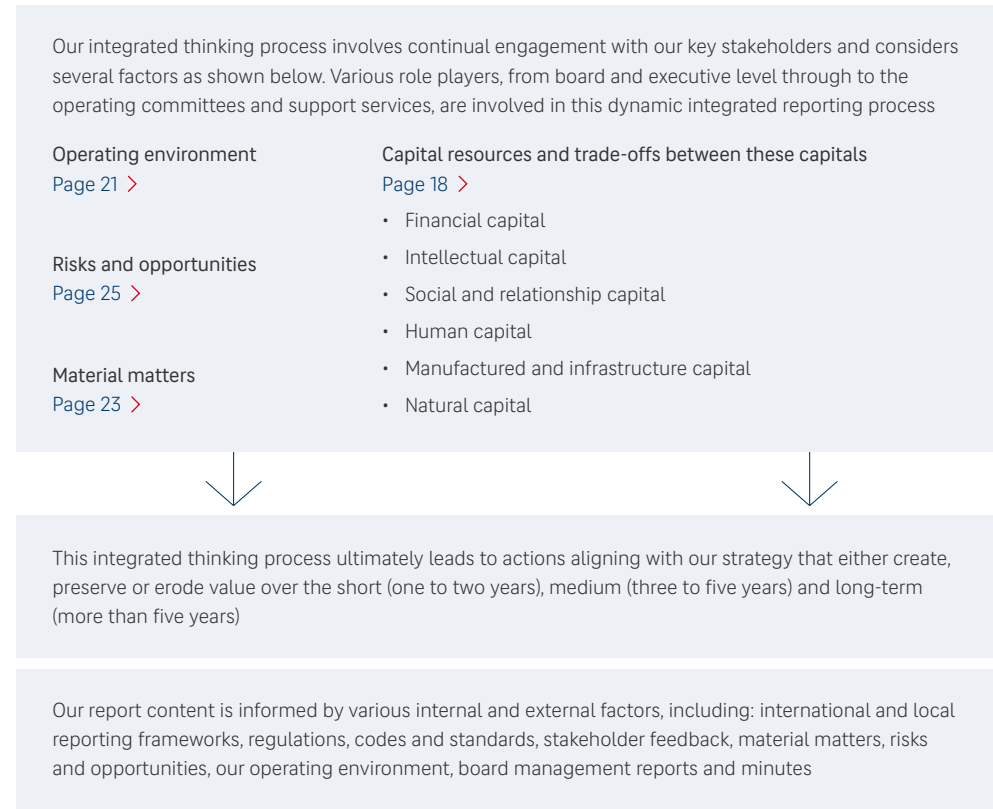 Our integrated thinking process involves continual engagement with our key stakeholders and considers
several factors as shown below. Various role players, from board and executive level through to the
operating committees and support services, are involved in this dynamic integrated reporting process
Operating environment
Page 21
Risks and opportunities
Page 25
Material matters
Page 23
Capital resources and trade-offs between these capitals
Page 18
• Financial capital
• Intellectual capital
• Social and relationship capital
• Human capital
• Manufactured and infrastructure capital
• Natural capital
This integrated thinking process ultimately leads to actions aligning with our strategy that either create,
preserve or erode value over the short (one to two years), medium (three to five years) and long-term
(more than five years)
Our report content is informed by various internal and external factors, including: international and local
reporting frameworks, regulations, codes and standards, stakeholder feedback, material matters, risks
and opportunities, our operating environment, board management reports and minutes